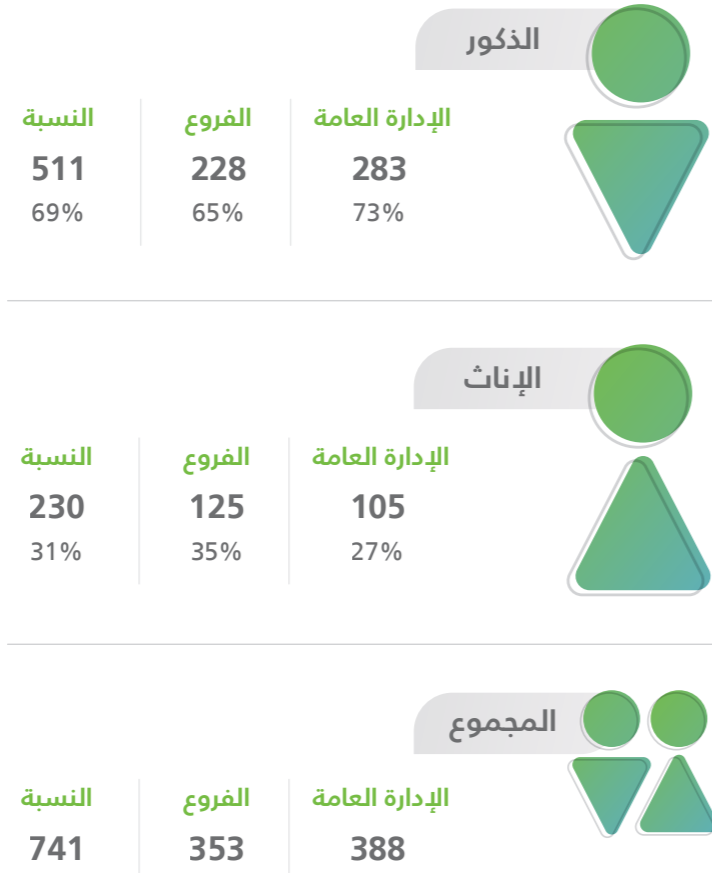 الذكور
الإدارة العامة الفروع النسبة
283 228 511
73% 65% 69%
الإناث
الإدارة العامة الفروع النسبة
105 125 230
27% 35% 31%
المجموع
الإدارة العامة الفروع النسبة
388 353 741